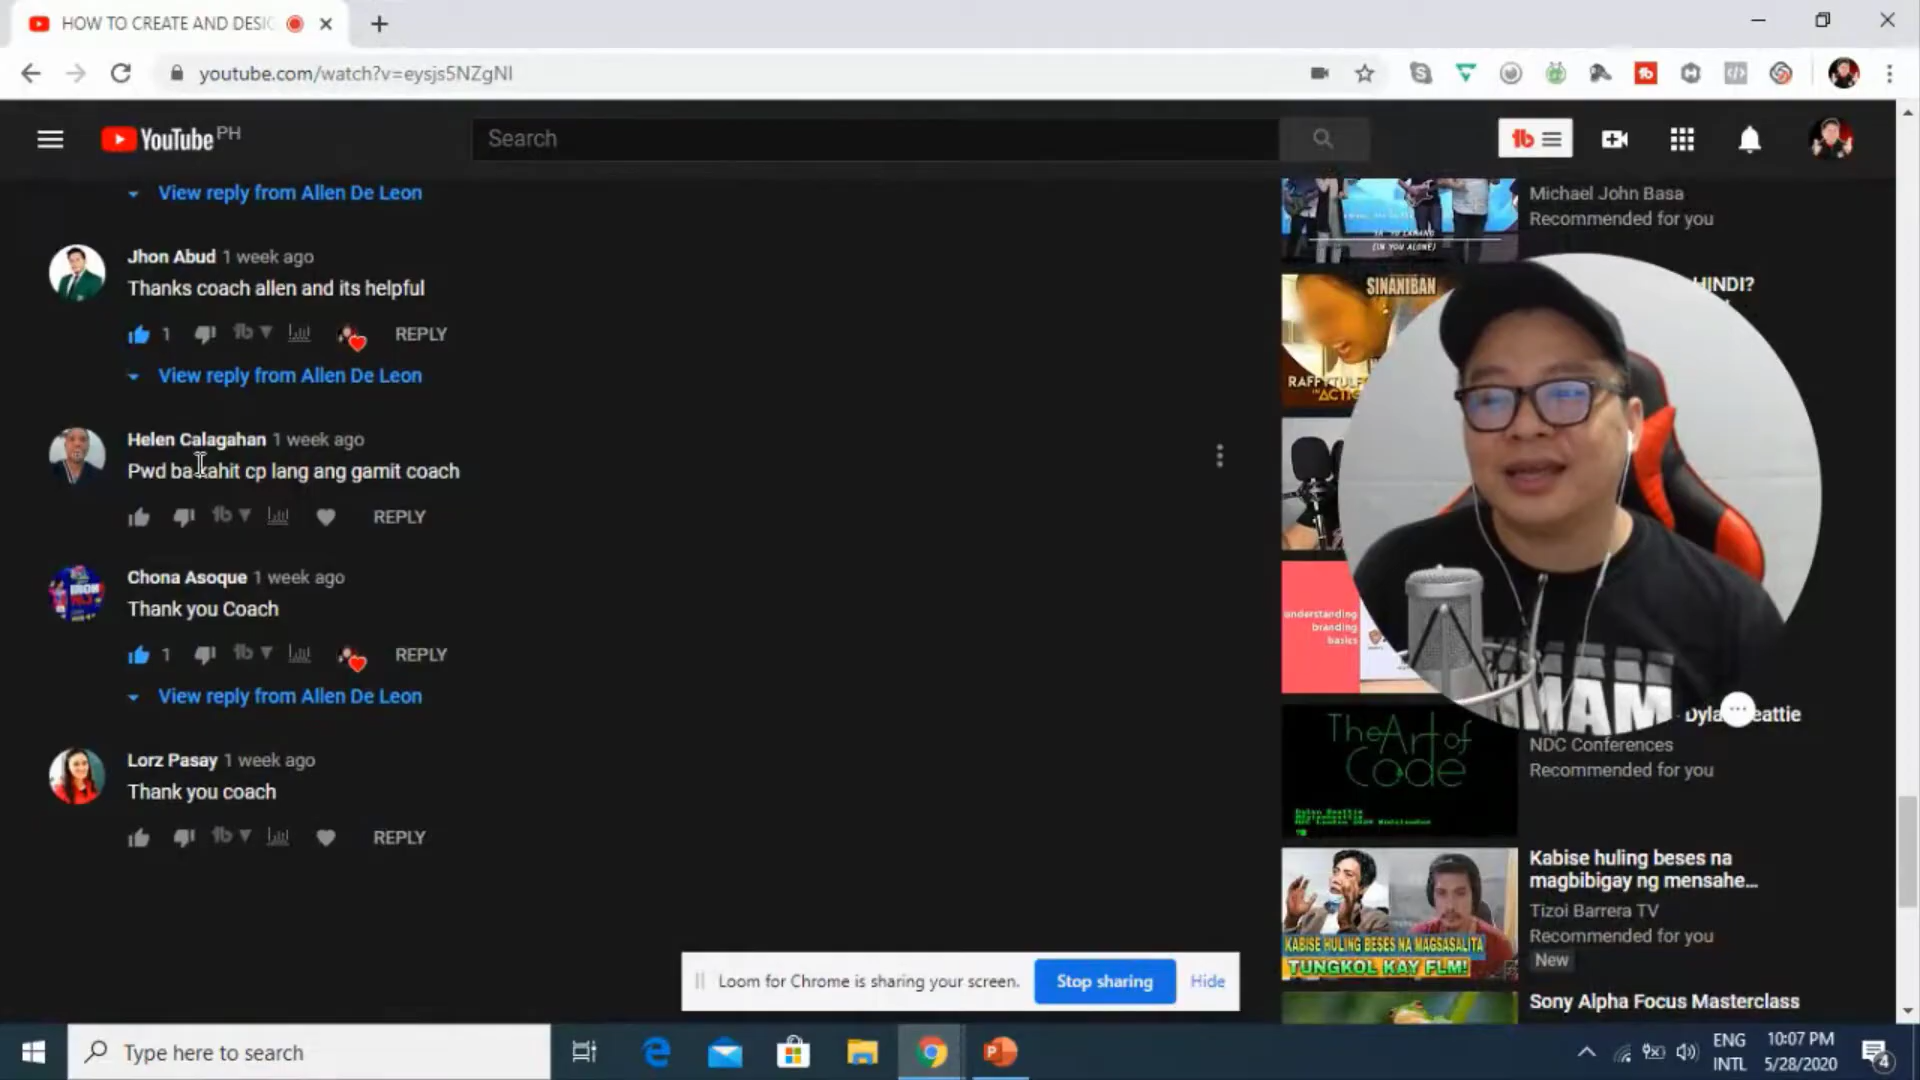 HOW TO CREATE AND DESIG
youtube.com/watch?v=eysjs5NZgNI
YouTube PH
Search
View reply from Allen De Leon
Jhon Abud 1 week ago
Thanks coach allen and its helpful
1 REPLY
View reply from Allen De Leon
Helen Calagahan 1 week ago
Pwd ba kahit cp lang ang gamit coach
REPLY
Chona Asoque 1 week ago
Thank you Coach
1 REPLY
View reply from Allen De Leon
Lorz Pasay 1 week ago
Thank you coach
REPLY
Michael John Basa
Recommended for you
(IN YOU ALONE)
SINANIBAN
HINDI?
understanding
branding
basics
MAM
The Art of
Code
NDC Conferences
Recommended for you
KABISE HULING BESES NA MAGSASALITA
TUNGKOL KAY FLM!
Kabise huling beses na
magbibigay ng mensahe...
Tizoi Barrera TV
Recommended for you
New
Sony Alpha Focus Masterclass
Loom for Chrome is sharing your screen.
Stop sharing
Hide
Type here to search
ENG
INTL
10:07 PM
5/28/2020
4